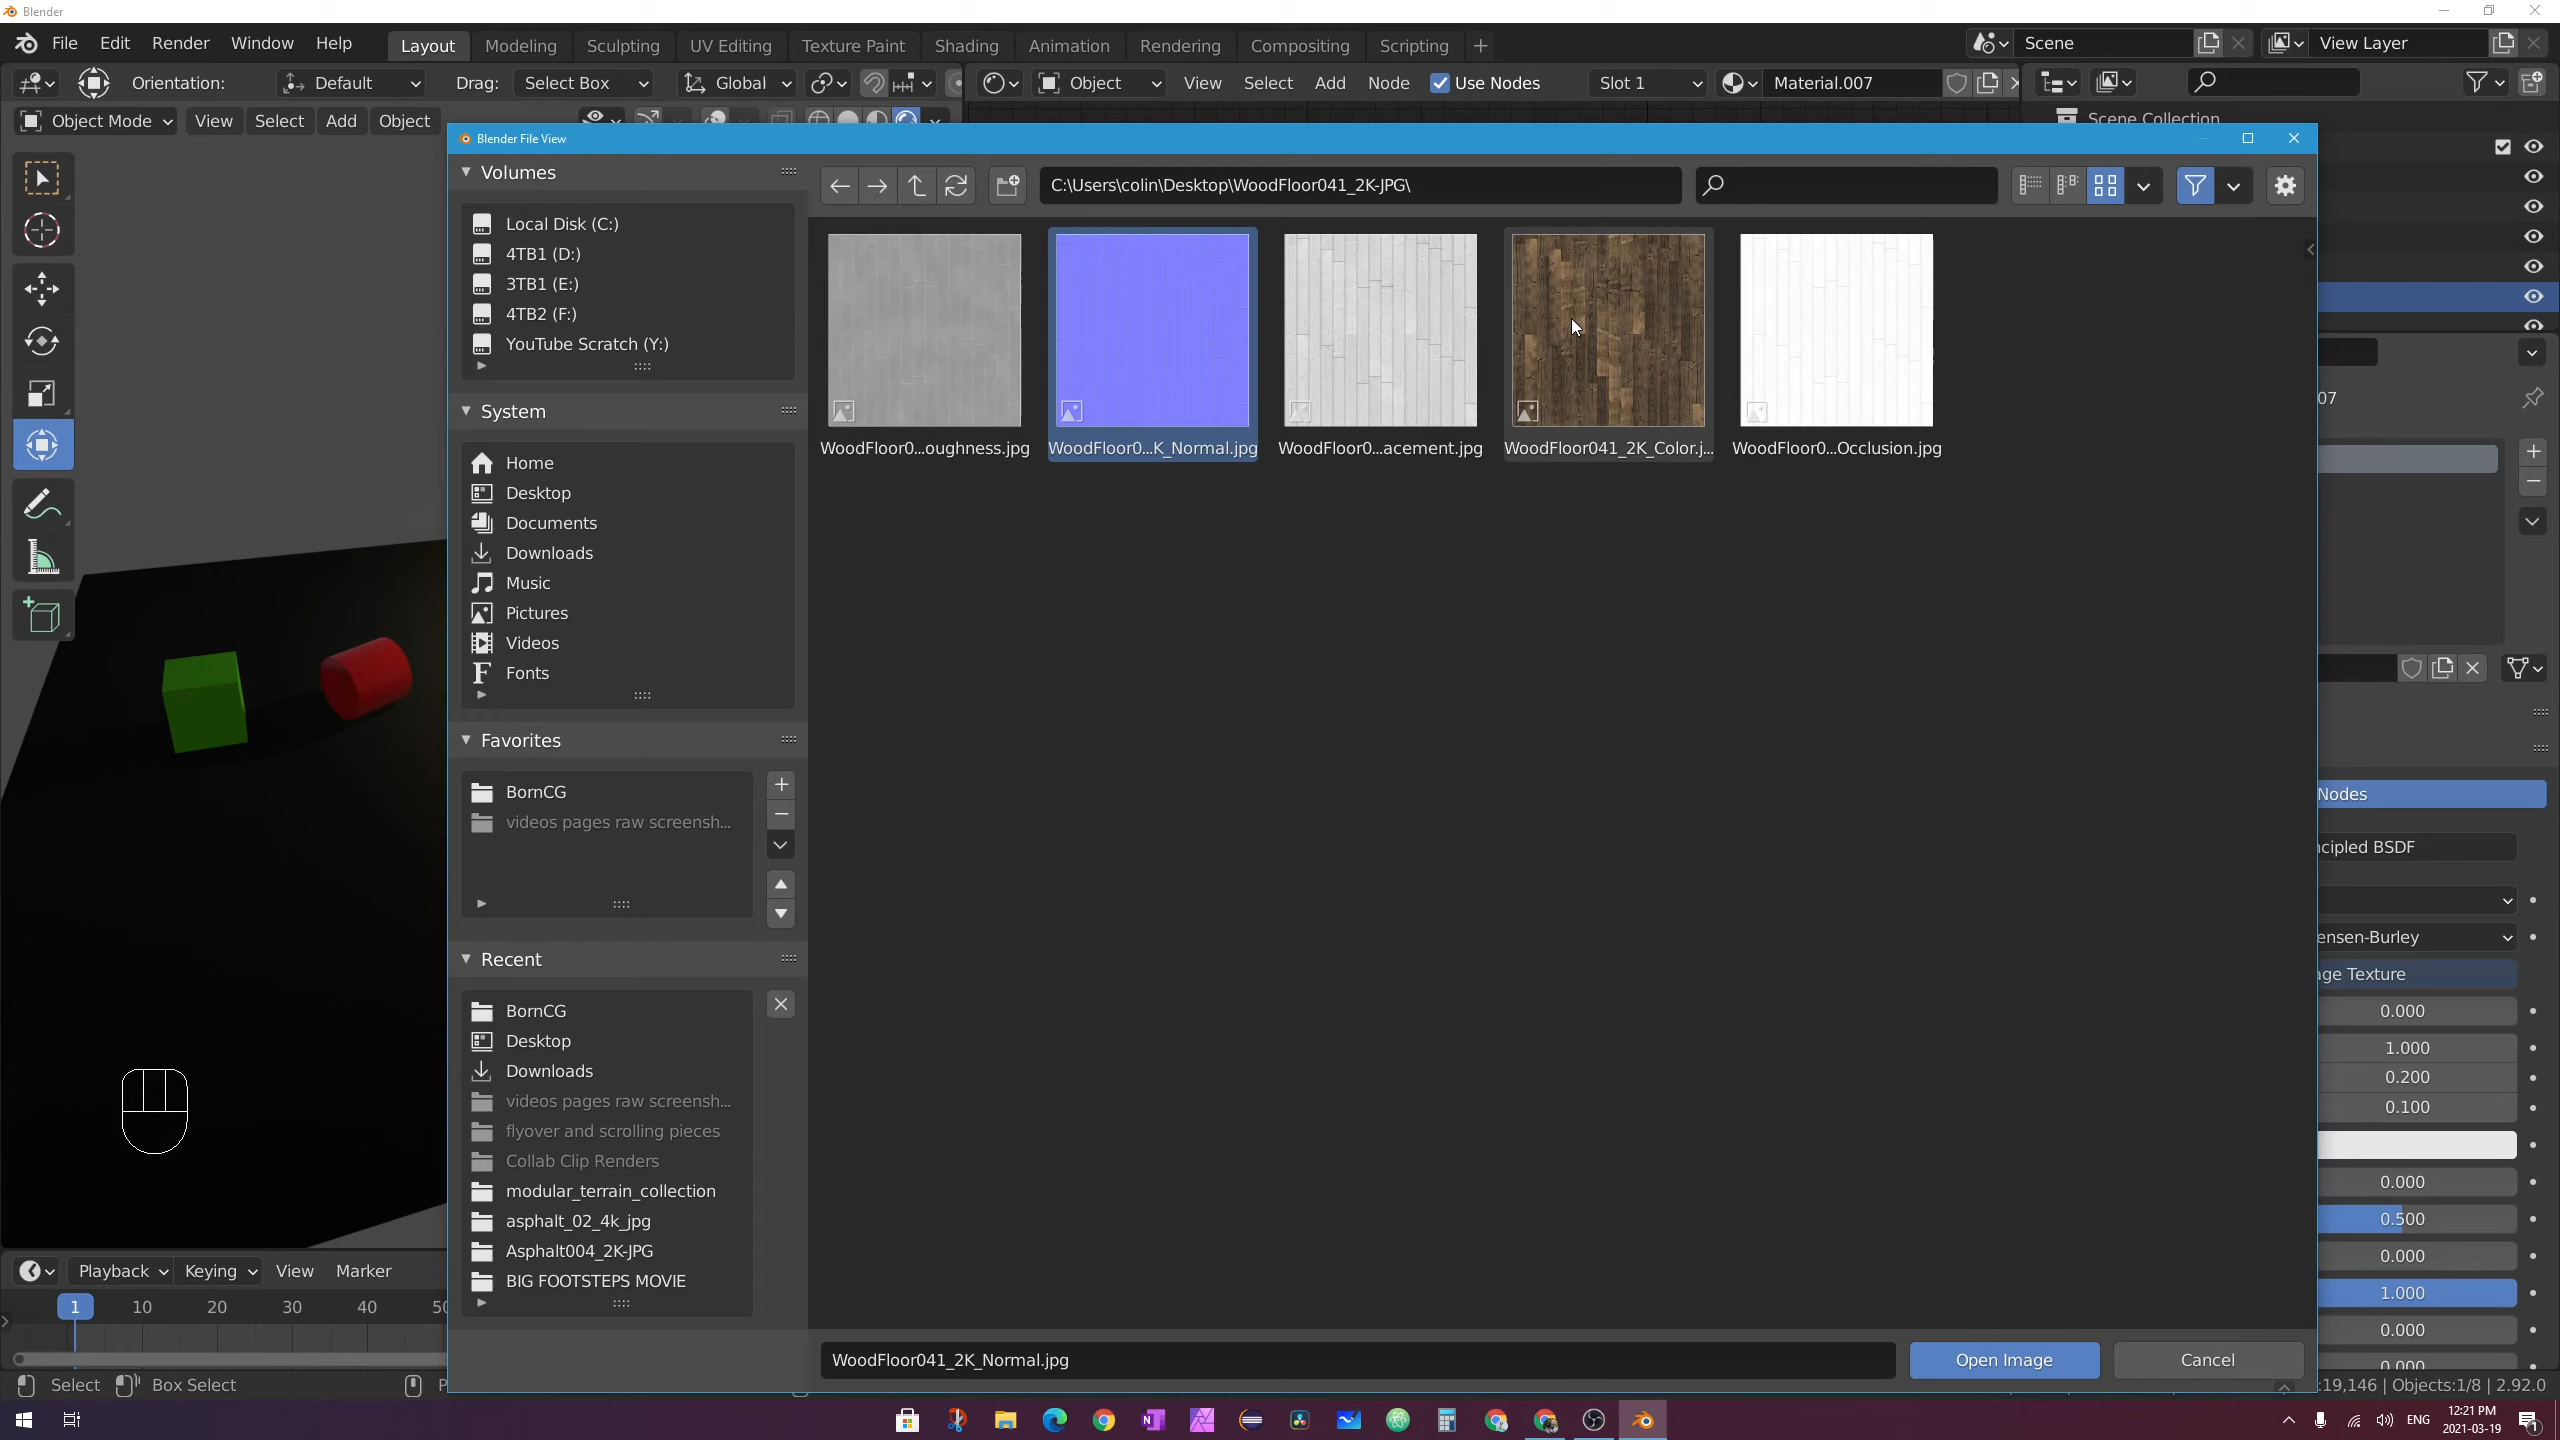 Blender
File Edit Render Window Help Layout Modeling Sculpting UV Editing Texture Paint Shading Animation Rendering Compositing Scripting Scene View Layer
Orientation: Default Drag: Select Box Global Object View Select Add Node Use Nodes Slot 1 Material.007
Object Mode View Select Add Object
Scene Collection
Blender File View
Volumes
Local Disk (C:)
4TB1 (D:)
3TB1 (E:)
4TB2 (F:)
YouTube Scratch (Y:)
System
Home
Desktop
Documents
Downloads
Music
Pictures
Videos
Fonts
Favorites
BornCG
videos pages raw screensh...
Recent
BornCG
Desktop
Downloads
videos pages raw screensh...
flyover and scrolling pieces
Collab Clip Renders
modular_terrain_collection
asphalt_02_4k_jpg
Asphalt004_2K-JPG
BIG FOOTSTEPS MOVIE
C:\Users\colin\Desktop\WoodFloor041_2K-JPG\
WoodFloor0...oughness.jpg
WoodFloor0...K_Normal.jpg
WoodFloor0...acement.jpg
WoodFloor041_2K_Color.j...
WoodFloor0...Occlusion.jpg
WoodFloor041_2K_Normal.jpg
Open Image Cancel
07
Nodes
ncipled BSDF
ensen-Burley
age Texture
0.000
1.000
0.200
0.100
0.000
0.500
0.000
1.000
0.000
0.000
Playback Keying View Marker
1 10 20 30 40 50
Select Box Select
:19,146 | Objects:1/8 | 2.92.0
ENG
12:21 PM
2021-03-19
1